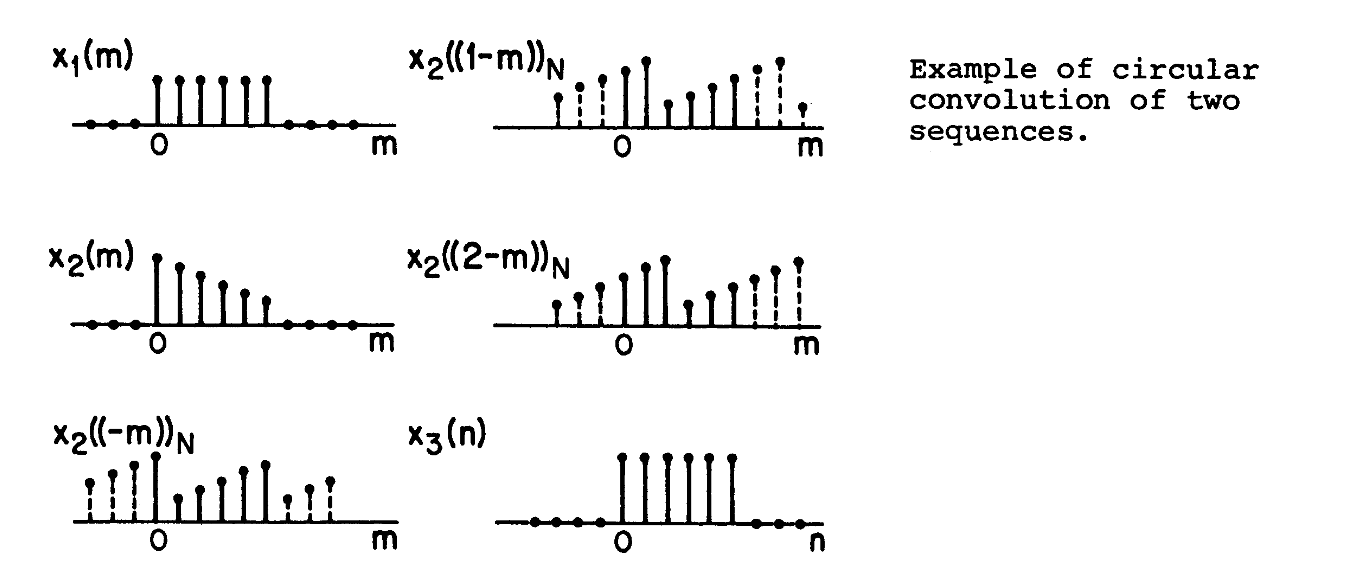 x₁(m)
0
m
x₂((1-m))N
0
m
Example of circular
convolution of two
sequences.
x₂(m)
0
m
x₂((2-m))N
0
m
x₂((-m))N
0
m
x₃(n)
0
n